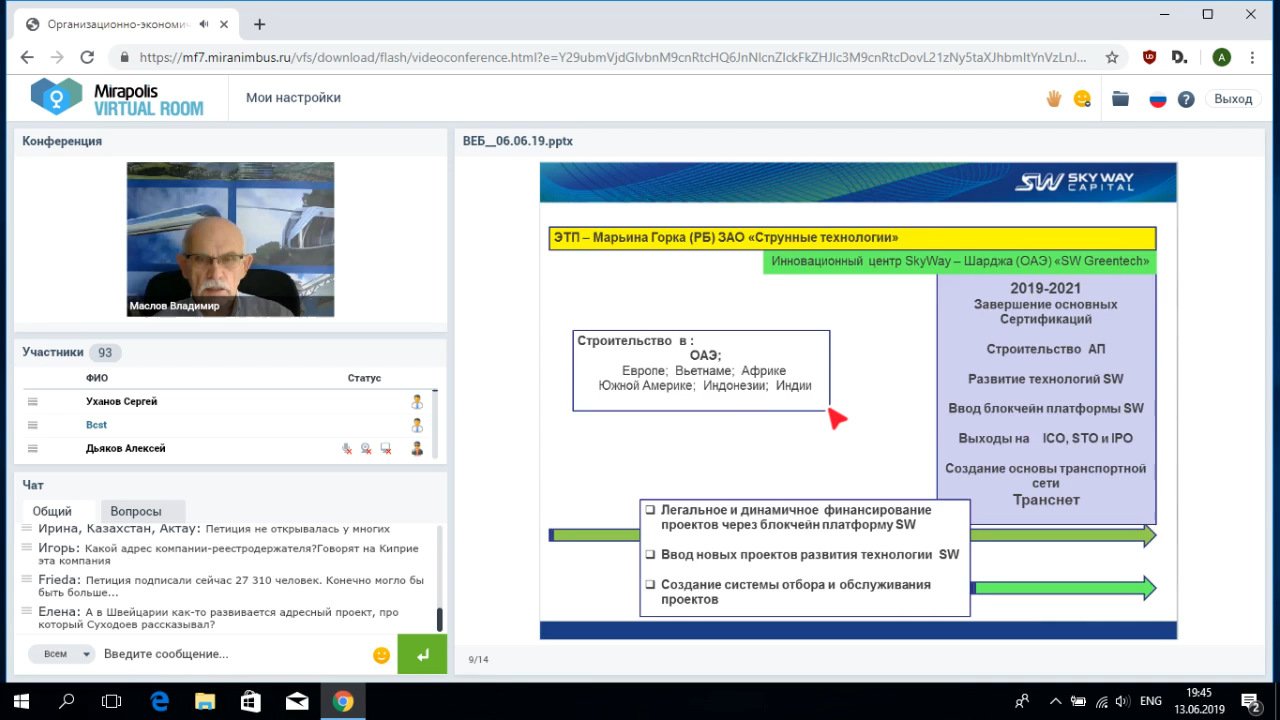 Организационно-экономич
https://mf7.miranimbus.ru/vfs/download/flash/videoconference.html?e=Y29ubmVjdGlvbnM9cnRtcHQ6JnNlcnZlckFkZHJlc3M9cnRtcDovL21zNy5taXJhbmltYnVzLnJ...
D.
A
Mirapolis
VIRTUAL ROOM
Мои настройки
Выход
Конференция
Маслов Владимир
Участники 93
ФИО Статус
Уханов Сергей
Bcst
Дьяков Алексей
Чат
Общий Вопросы
Ирина, Казахстан, Актау: Петиция не открывалась у многих
Игорь: Какой адрес компании-реестродержателя?Говорят на Киприе
эта компания
Frieda: Петиция подписали сейчас 27 310 человек. Конечно могло бы
быть больше...
Елена: А в Швейцарии как-то развивается адресный проект, про
который Суходоев рассказывал?
Всем Введите сообщение...
ВЕБ__06.06.19.pptx
SW SKY WAY
CAPITAL
ЭТП – Марьина Горка (РБ) ЗАО «Струнные технологии»
Инновационный центр SkyWay – Шарджа (ОАЭ) «SW Greentech»
2019-2021
Завершение основных
Сертификаций
Строительство АП
Развитие технологий SW
Ввод блокчейн платформы SW
Выходы на ICO, STO и IPO
Создание основы транспортной
сети
Транснет
Строительство в :
ОАЭ;
Европе; Вьетнаме; Африке
Южной Америке; Индонезии; Индии
Легальное и динамичное финансирование
проектов через блокчейн платформу SW
Ввод новых проектов развития технологии SW
Создание системы отбора и обслуживания
проектов
9/14
ENG
19:45
13.06.2019
2